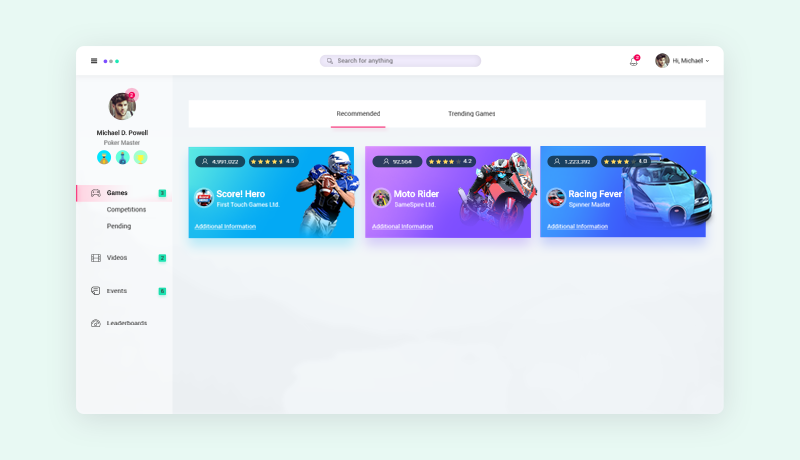 Search for anything
2
Hi, Michael
2
Michael D. Powell
Poker Master
Games 3
Competitions
Pending
Videos 2
Events 5
Leaderboards
Recommended Trending Games
4,991,022 4.5
Score! Hero
First Touch Games Ltd.
Additional Information
92,564 4.2
Moto Rider
SameSpire Ltd.
Additional Information
1,223,392 4.0
Racing Fever
Spinner Master
Additional Information